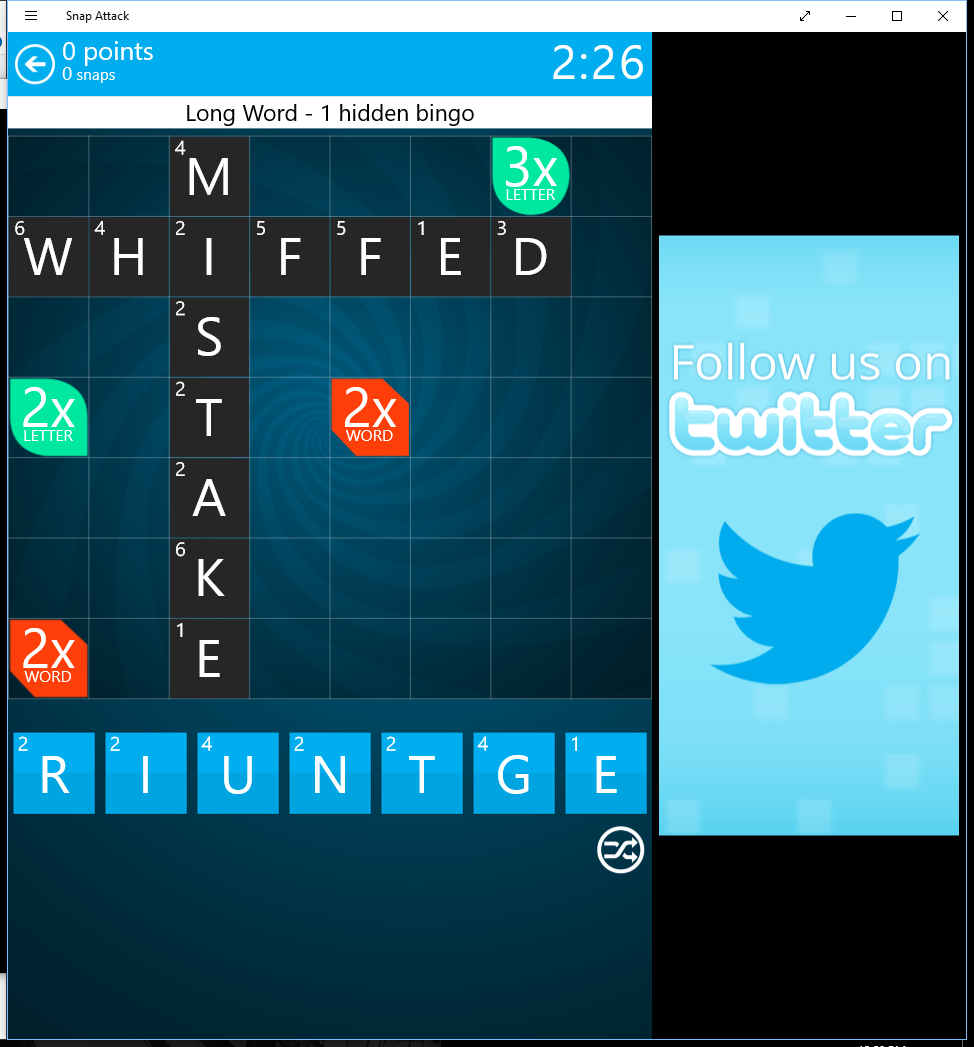 Snap Attack
0 points
0 snaps
2:26
Long Word - 1 hidden bingo
4 M
3x
LETTER
6 W 4 H 2 I 5 F 5 F 1 E 3 D
2 S
2x
LETTER
2 T
2x
WORD
2 A
6 K
2x
WORD
1 E
2 R 2 I 4 U 2 N 2 T 4 G 1 E
Follow us on
twitter